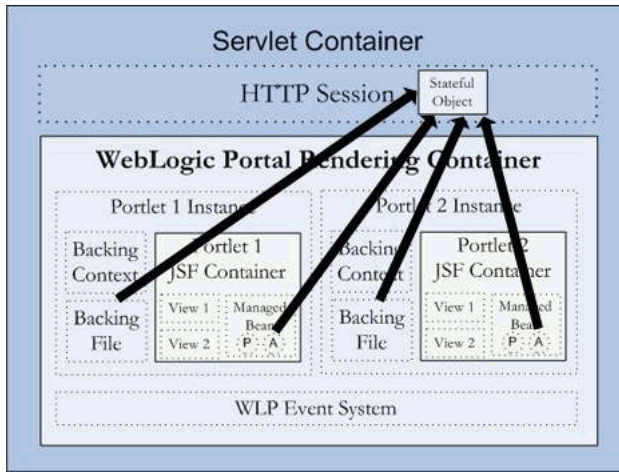 Servlet Container
HTTP Session
Stateful
Object
WebLogic Portal Rendering Container
Portlet 1 Instance
Backing
Context
Backing
File
Portlet 1
JSF Container
View 1
View 2
Managed
Bean
P
A
Portlet 2 Instance
Backing
Context
Backing
File
Portlet 2
JSF Container
View 1
View 2
Managed
Bean
P
A
WLP Event System